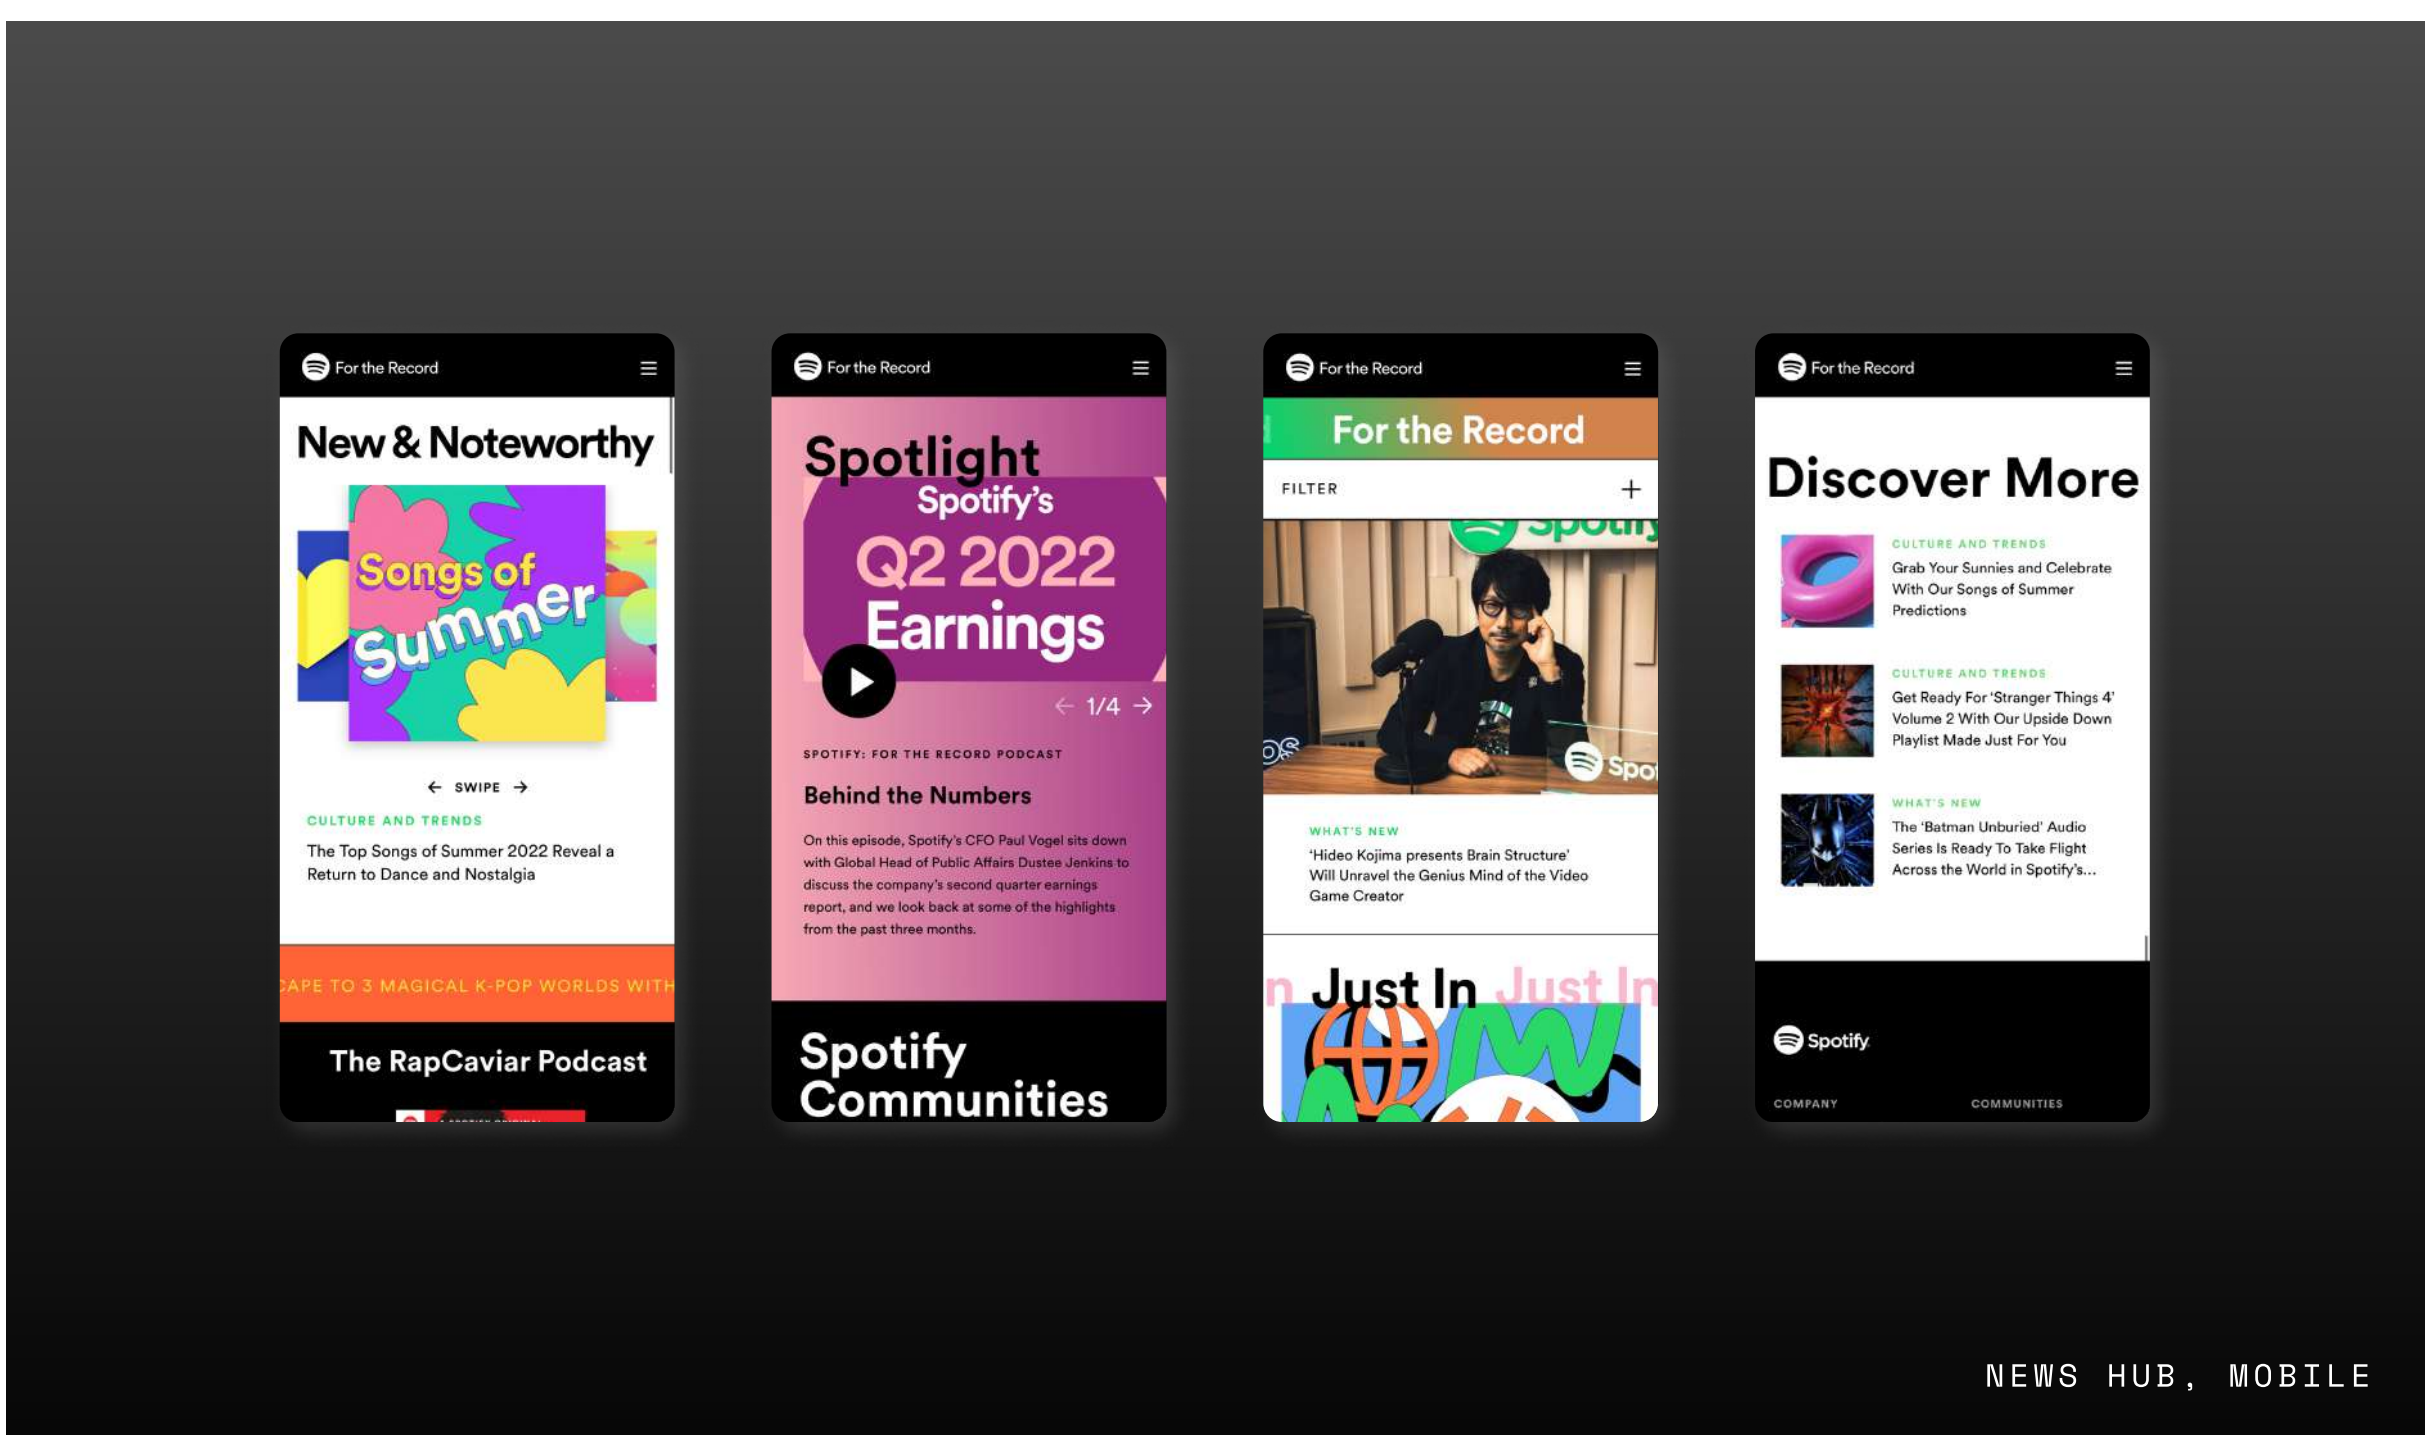 For the Record
New & Noteworthy
Songs of
Summer
← SWIPE →
CULTURE AND TRENDS
The Top Songs of Summer 2022 Reveal a
Return to Dance and Nostalgia
CAPE TO 3 MAGICAL K-POP WORLDS WITH
The RapCaviar Podcast
For the Record
Spotlight
Spotify's
Q2 2022
Earnings
← 1/4 →
SPOTIFY: FOR THE RECORD PODCAST
Behind the Numbers
On this episode, Spotify's CFO Paul Vogel sits down
with Global Head of Public Affairs Dustee Jenkins to
discuss the company's second quarter earnings
report, and we look back at some of the highlights
from the past three months.
Spotify
Communities
For the Record
For the Record
FILTER +
Spotify
Spo
WHAT'S NEW
‘Hideo Kojima presents Brain Structure’
Will Unravel the Genius Mind of the Video
Game Creator
n Just In Just In
For the Record
Discover More
CULTURE AND TRENDS
Grab Your Sunnies and Celebrate
With Our Songs of Summer
Predictions
CULTURE AND TRENDS
Get Ready For ‘Stranger Things 4’
Volume 2 With Our Upside Down
Playlist Made Just For You
WHAT'S NEW
The ‘Batman Unburied’ Audio
Series Is Ready To Take Flight
Across the World in Spotify's...
Spotify
COMPANY COMMUNITIES
NEWS HUB, MOBILE